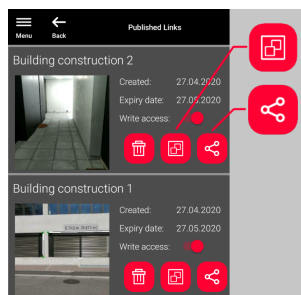 Published Links
Menu
Back
Building construction 2
Created: 27.04.2020
Expiry date: 27.05.2020
Write access:
Building construction 1
Created: 27.04.2020
Expiry date: 27.05.2020
Write access: